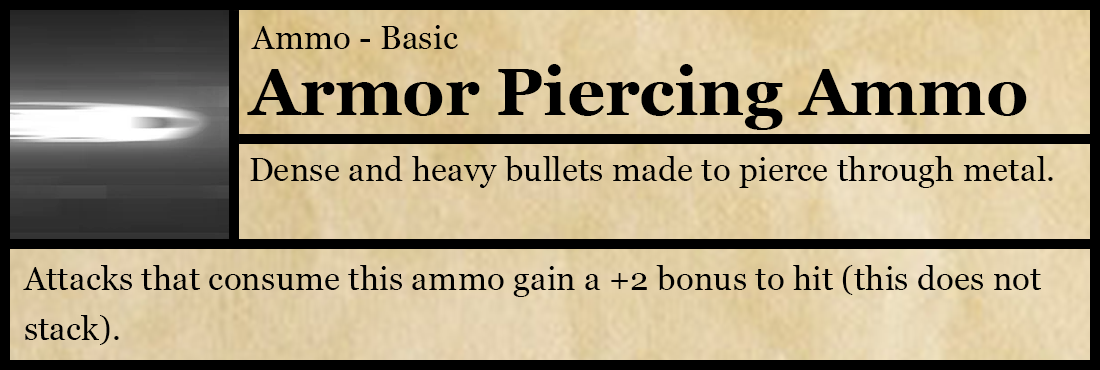 Ammo - Basic
Armor Piercing Ammo
Dense and heavy bullets made to pierce through metal.
Attacks that consume this ammo gain a +2 bonus to hit (this does not
stack).